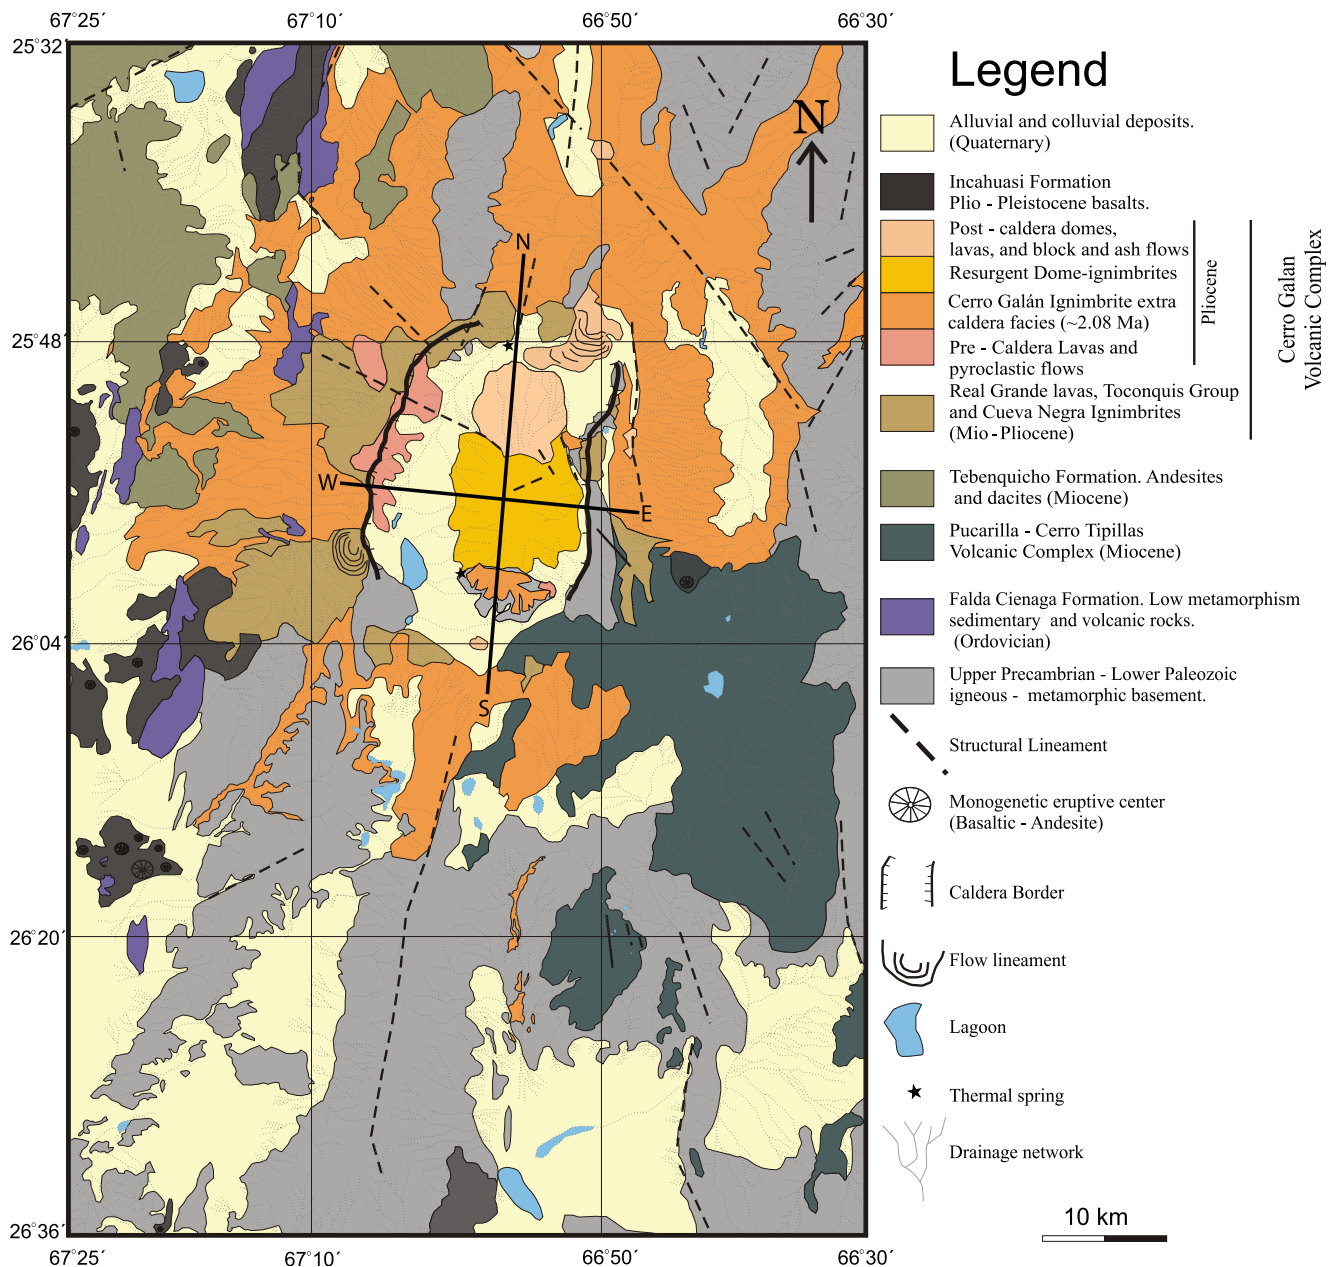 67°25´ 67°10´ 66°50´ 66°30´
25°32´
25°48´
26°04´
26°20´
26°36´
67°25´ 67°10´ 66°50´ 66°30´
N
N
W
E
S
Legend
Alluvial and colluvial deposits.
(Quaternary)
Incahuasi Formation
Plio - Pleistocene basalts.
Post - caldera domes,
lavas, and block and ash flows
Resurgent Dome-ignimbrites
Cerro Galán Ignimbrite extra
caldera facies (~2.08 Ma)
Pre - Caldera Lavas and
pyroclastic flows
Real Grande lavas, Toconquis Group
and Cueva Negra Ignimbrites
(Mio-Pliocene)
Pliocene
Cerro Galan
Volcanic Complex
Tebenquicho Formation. Andesites
and dacites (Miocene)
Pucarilla - Cerro Tipillas
Volcanic Complex (Miocene)
Falda Cienaga Formation. Low metamorphism
sedimentary and volcanic rocks.
(Ordovician)
Upper Precambrian - Lower Paleozoic
igneous - metamorphic basement.
Structural Lineament
Monogenetic eruptive center
(Basaltic - Andesite)
Caldera Border
Flow lineament
Lagoon
Thermal spring
Drainage network
10 km